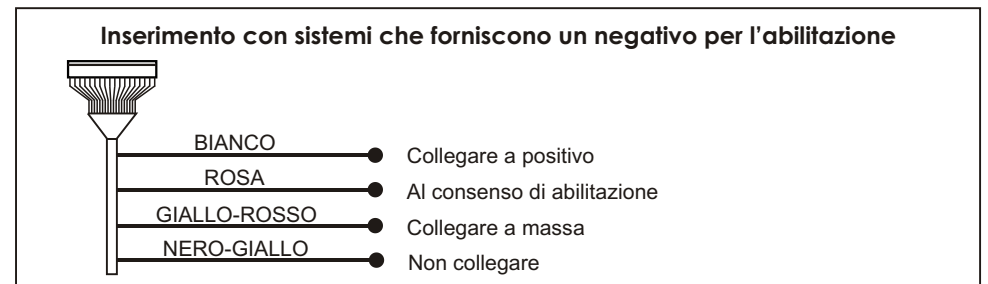 Inserimento con sistemi che forniscono un negativo per l'abilitazione
BIANCO
Collegare a positivo
ROSA
Al consenso di abilitazione
GIALLO-ROSSO
Collegare a massa
NERO-GIALLO
Non collegare